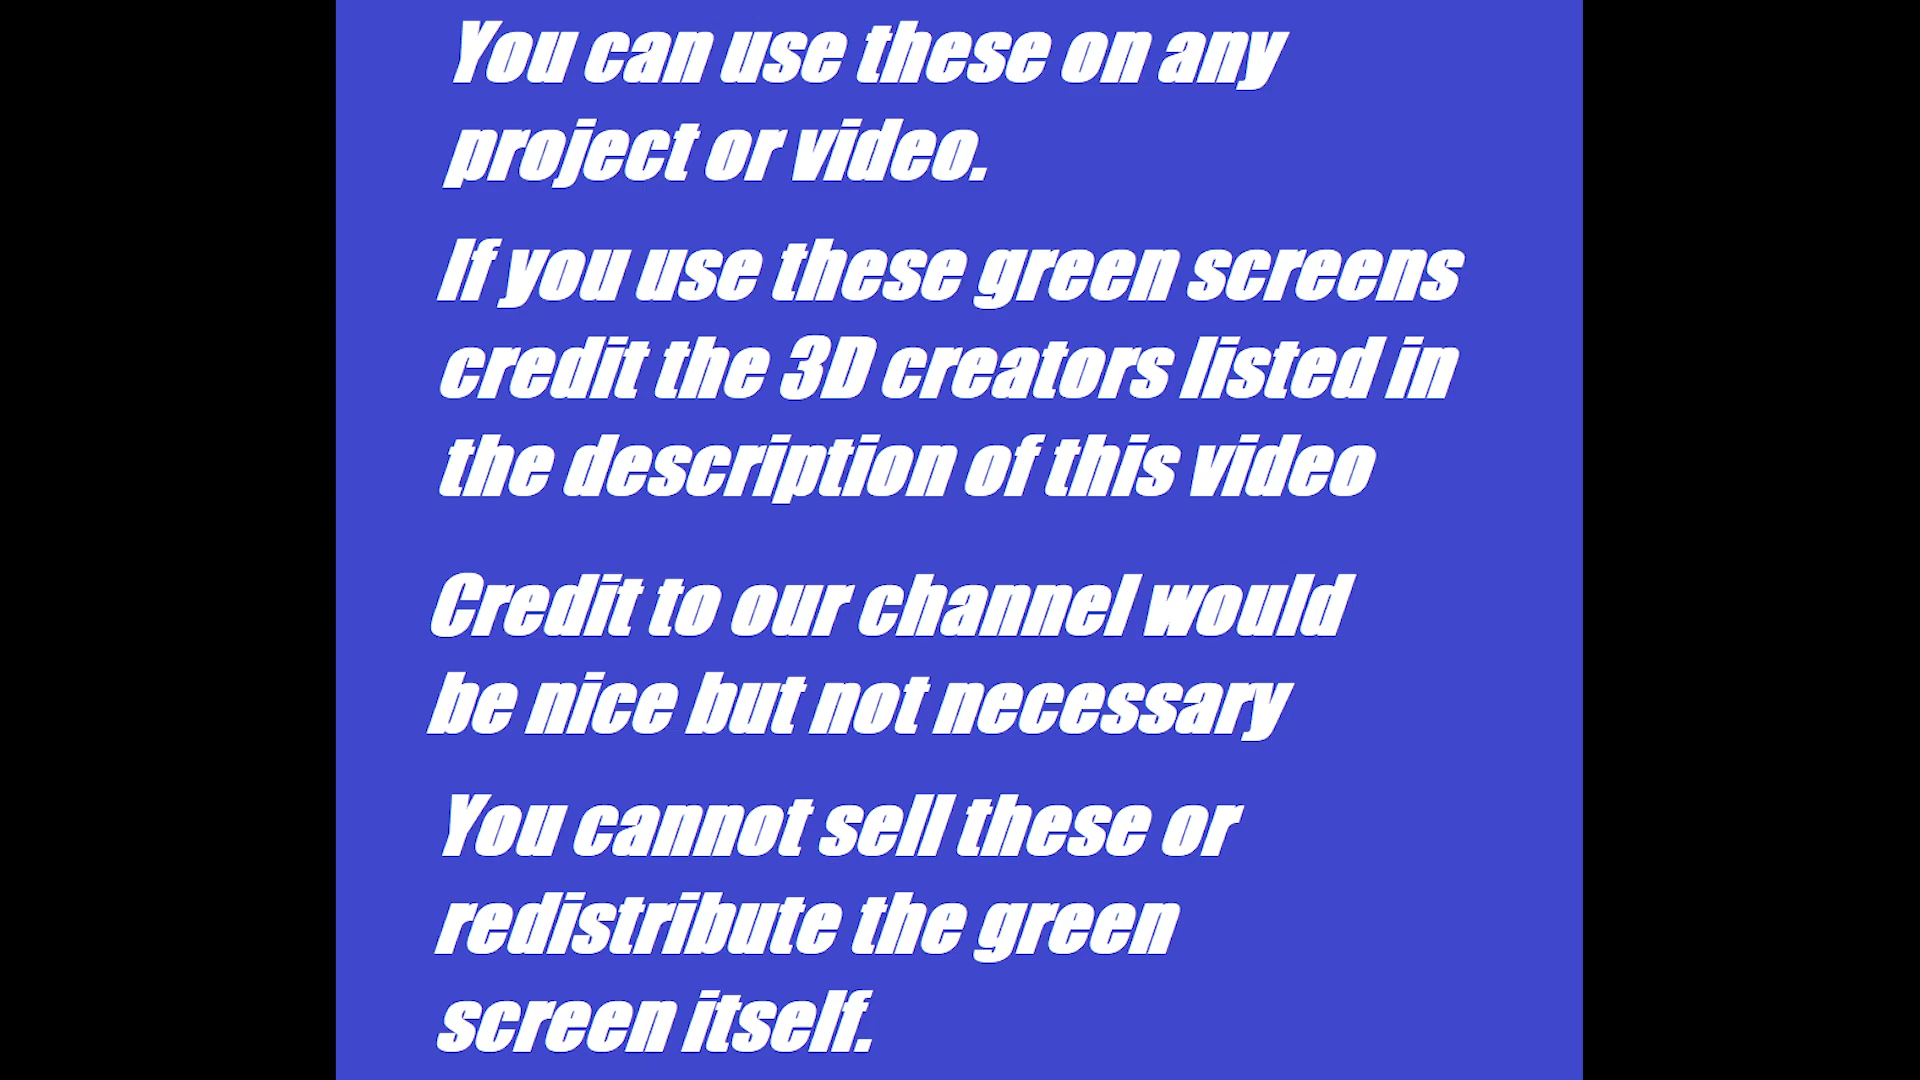 You can use these on any
project or video.
If you use these green screens
credit the 3D creators listed in
the description of this video
Credit to our channel would
be nice but not necessary
You cannot sell these or
redistribute the green
screen itself.